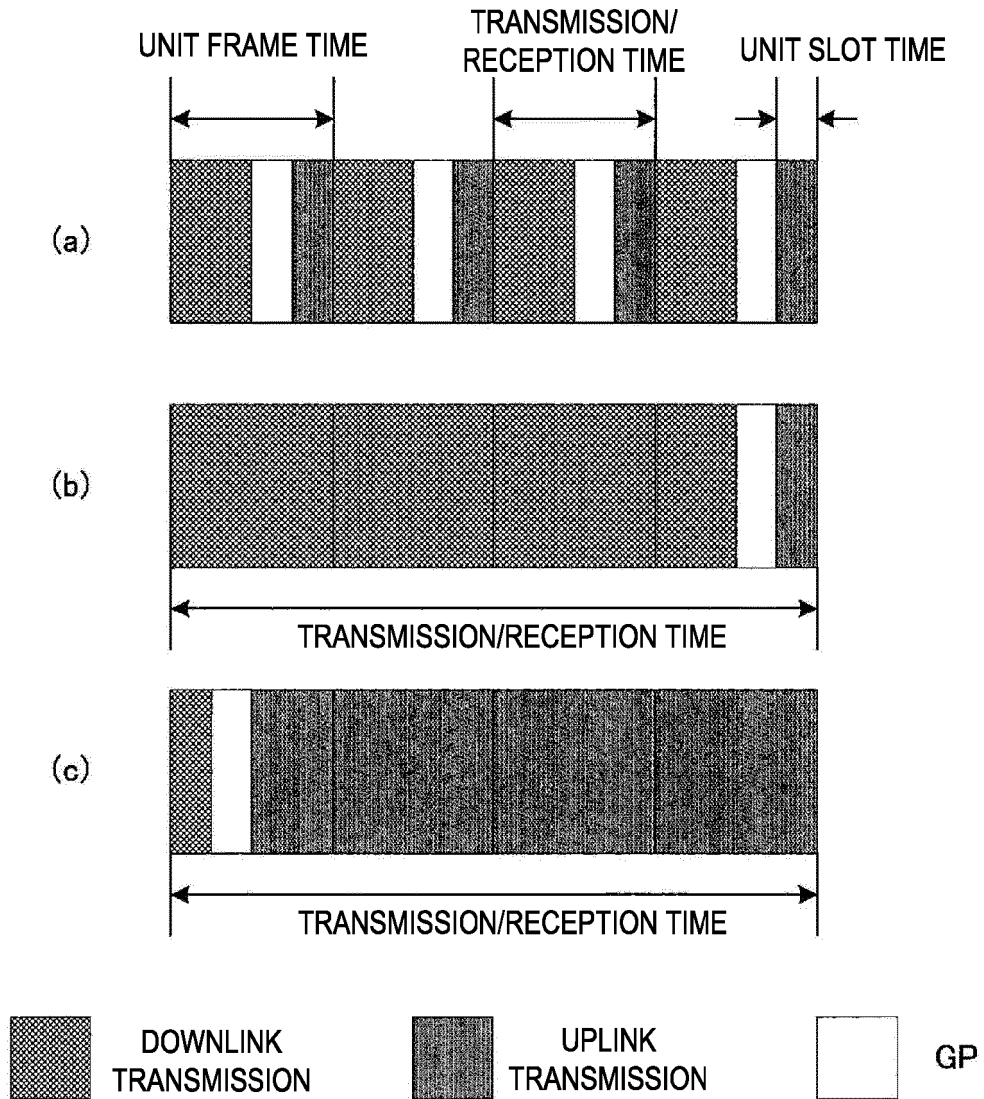 UNIT FRAME TIME
TRANSMISSION/
RECEPTION TIME
UNIT SLOT TIME
(a)
(b)
TRANSMISSION/RECEPTION TIME
(c)
TRANSMISSION/RECEPTION TIME
DOWNLINK
TRANSMISSION
UPLINK
TRANSMISSION
GP